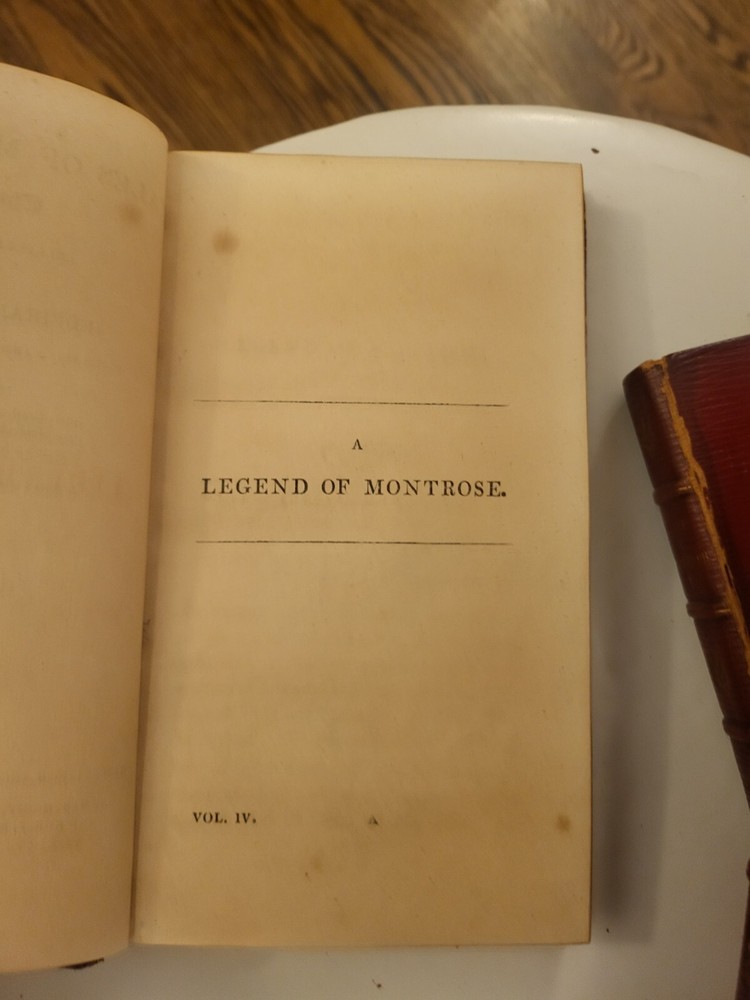 A
LEGEND OF MONTROSE.
VOL. IV.
A